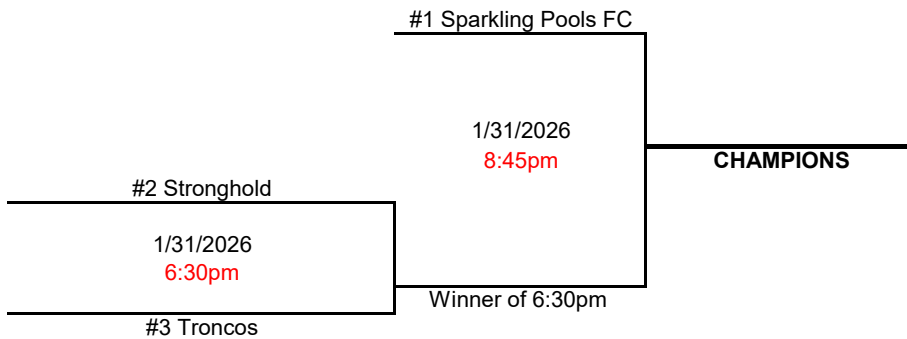 #1 Sparkling Pools FC
1/31/2026
8:45pm
CHAMPIONS
#2 Stronghold
1/31/2026
6:30pm
Winner of 6:30pm
#3 Troncos